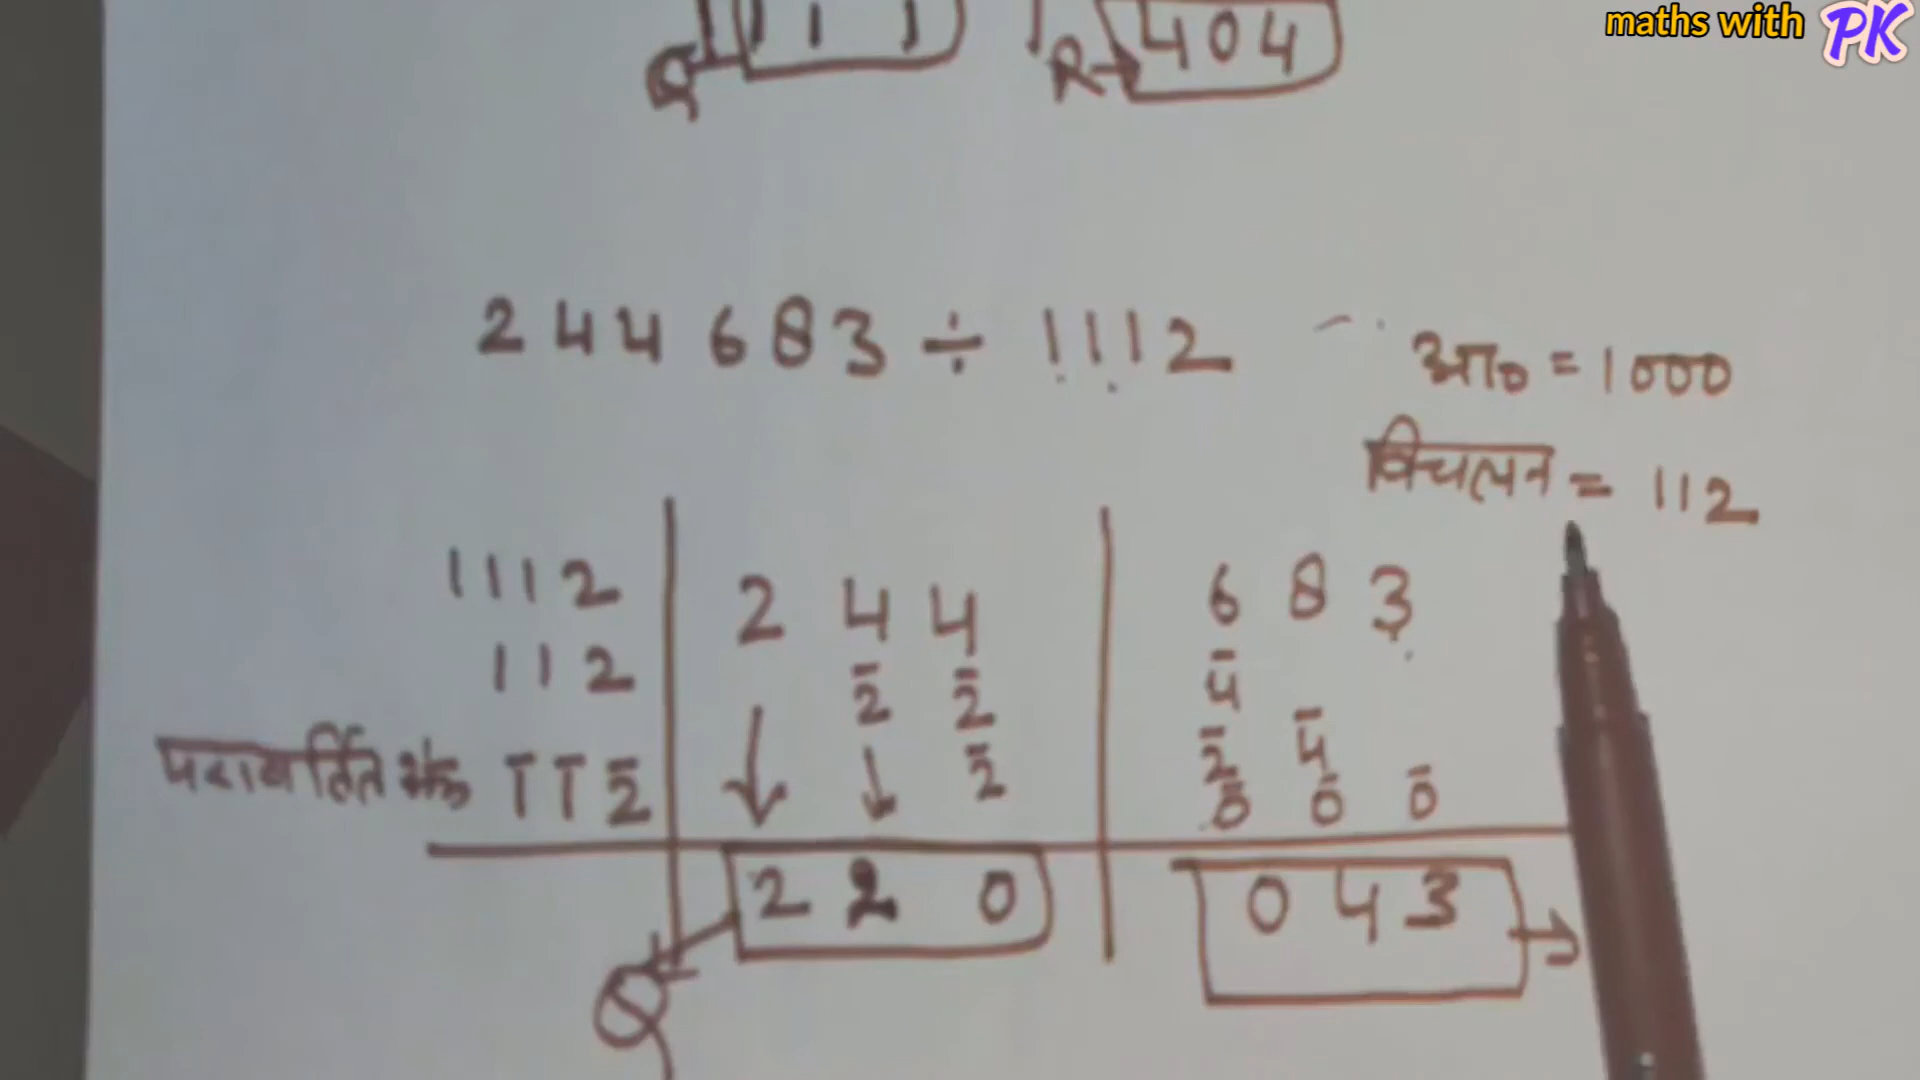 maths with PK
Q 1 1 1 R→ 404
244683 ÷ 1112
आ० = 1000
विचलन = 112
1112 2 4 4 6 8 3
112 2̄ 2̄ 4̄
परावर्तित अंक 1̄ 1̄ 2̄ 2̄ 2̄ 4̄
0̄ 0̄ 0̄
2 2 0 0 4 3 →
Q